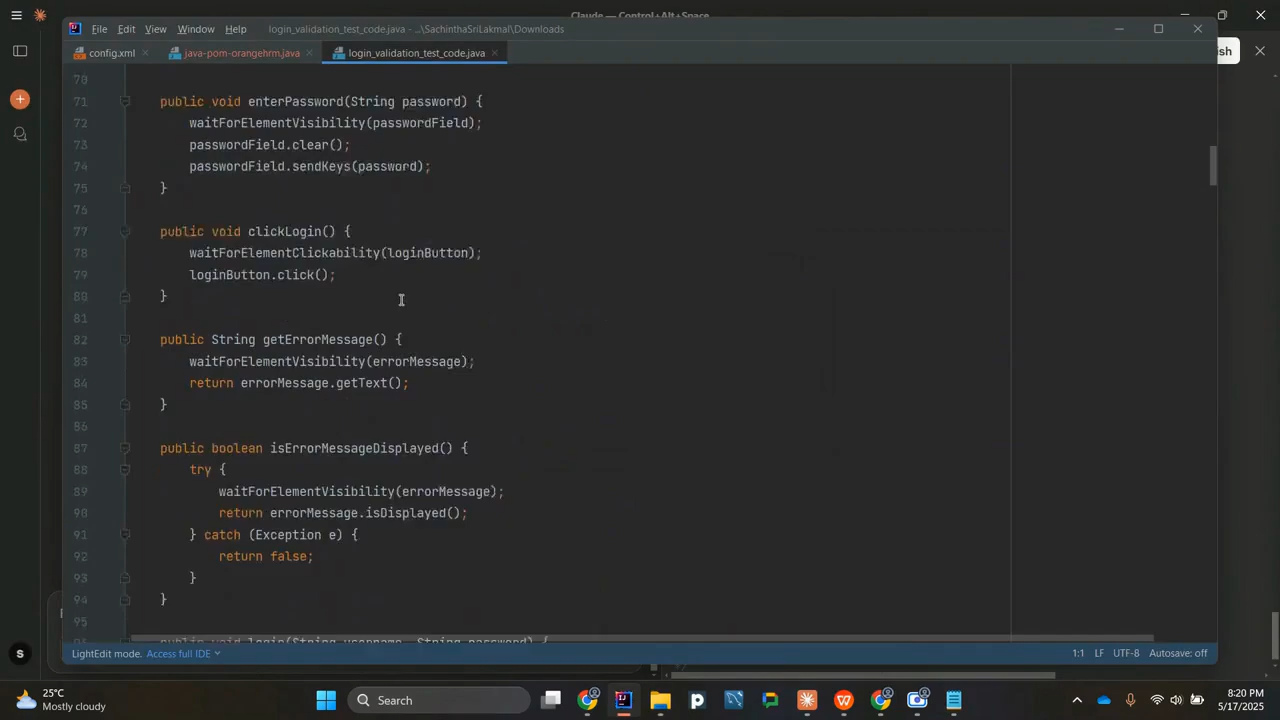 Claude — Control+Alt+Space
File Edit View Window Help login_validation_test_code.java - ...\SachinthaSriLakmal\Downloads
sh
config.xml java-pom-orangehrm.java login_validation_test_code.java
70
71 public void enterPassword(String password) {
72 waitForElementVisibility(passwordField);
73 passwordField.clear();
74 passwordField.sendKeys(password);
75 }
76
77 public void clickLogin() {
78 waitForElementClickability(loginButton);
79 loginButton.click();
80 }
81
82 public String getErrorMessage() {
83 waitForElementVisibility(errorMessage);
84 return errorMessage.getText();
85 }
86
87 public boolean isErrorMessageDisplayed() {
88 try {
89 waitForElementVisibility(errorMessage);
90 return errorMessage.isDisplayed();
91 } catch (Exception e) {
92 return false;
93 }
94 }
95
public void login(String username, String password) {
LightEdit mode. Access full IDE 1:1 LF UTF-8 Autosave: off
S
25°C
Mostly cloudy
Search
8:20 PM
5/17/2025